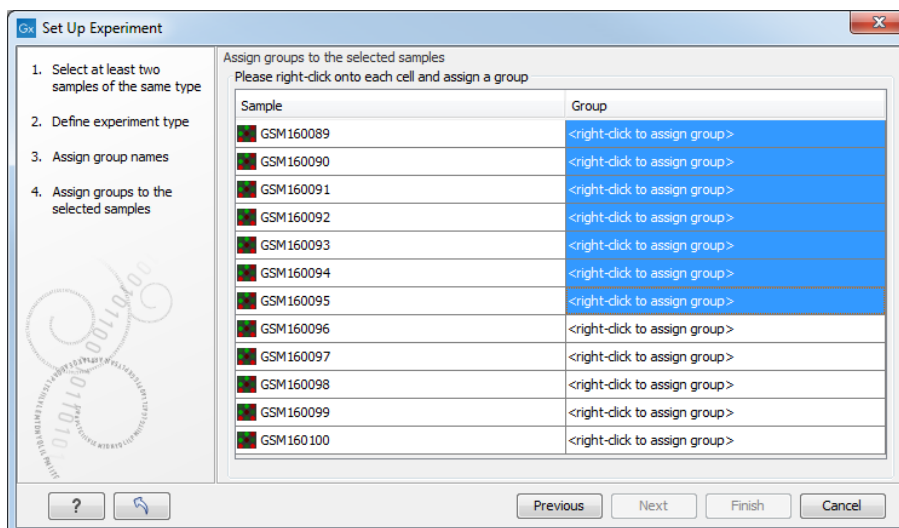 Gx Set Up Experiment
1. Select at least two
samples of the same type
2. Define experiment type
3. Assign group names
4. Assign groups to the
selected samples
Assign groups to the selected samples
Please right-click onto each cell and assign a group
Sample Group
GSM160089 <right-click to assign group>
GSM160090 <right-click to assign group>
GSM160091 <right-click to assign group>
GSM160092 <right-click to assign group>
GSM160093 <right-click to assign group>
GSM160094 <right-click to assign group>
GSM160095 <right-click to assign group>
GSM160096 <right-click to assign group>
GSM160097 <right-click to assign group>
GSM160098 <right-click to assign group>
GSM160099 <right-click to assign group>
GSM160100 <right-click to assign group>
? Previous Next Finish Cancel